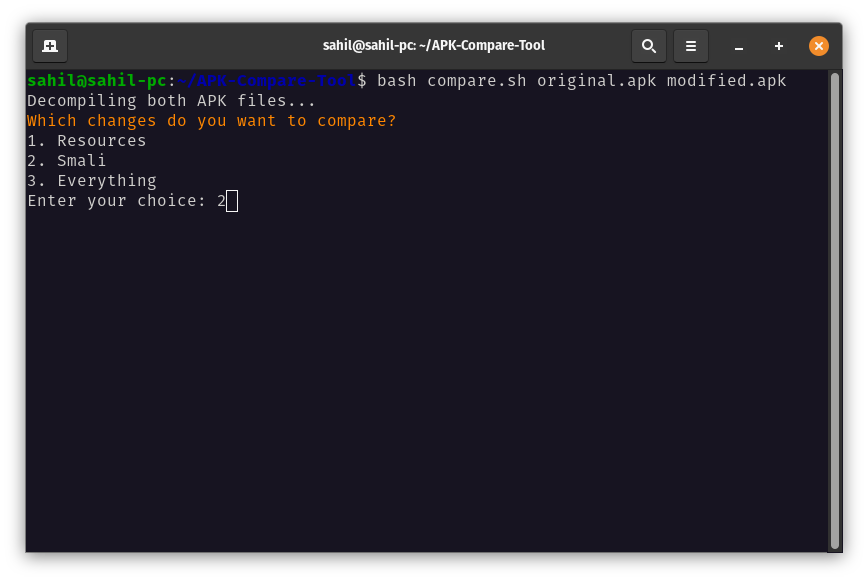 sahil@sahil-pc: ~/APK-Compare-Tool
sahil@sahil-pc:~/APK-Compare-Tool$ bash compare.sh original.apk modified.apk
Decompiling both APK files...
Which changes do you want to compare?
1. Resources
2. Smali
3. Everything
Enter your choice: 2